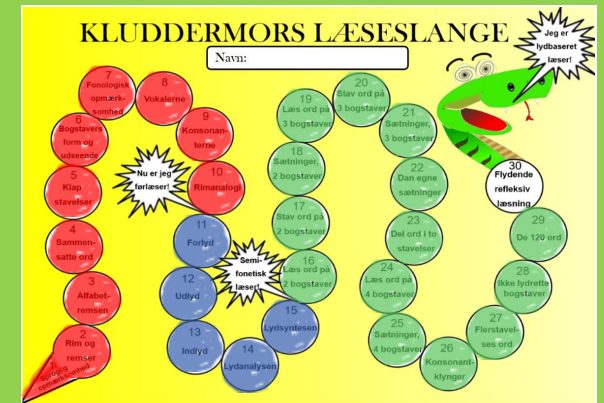 KLUDDERMORS LÆSESLANGE
Navn:
Jeg er
lydbaseret
læser!
1
Sproglig
opmærksomhed
2
Rim og
remser
3
Alfabet-
remsen
4
Sammen-
satte ord
5
Klap
stavelser
6
Bogstavers
form og
udseende
7
Fonologisk
opmærk-
somhed
8
Vokalerne
9
Konsonan-
terne
10
Rimanalogi
Nu er jeg
førlæser!
11
Forlyd
12
Udlyd
13
Indlyd
14
Lydanalysen
15
Lydsyntesen
Semi-
fonetisk
læser!
16
Læs ord på
2 bogstaver
17
Stav ord på
2 bogstaver
18
Sætninger,
2 bogstaver
19
Læs ord på
3 bogstaver
20
Stav ord på
3 bogstaver
21
Sætninger,
3 bogstaver
22
Dan egne
sætninger
23
Del ord i to
stavelser
24
Læs ord på
4 bogstaver
25
Sætninger,
4 bogstaver
26
Konsonant-
klynger
27
Flerstavel-
ses ord
28
Ikke lydrette
bogstaver
29
De 120 ord
30
Flydende
refleksiv
læsning